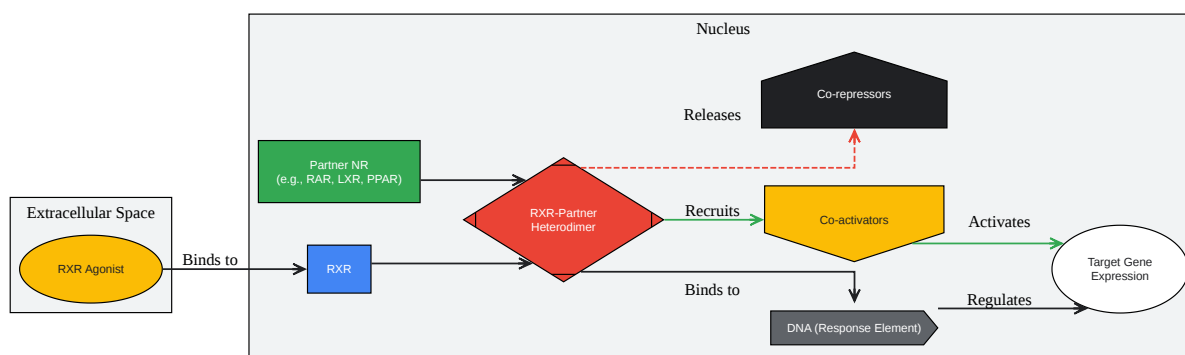 Nucleus
Co-repressors
Releases
Partner NR
(e.g., RAR, LXR, PPAR)
Extracellular Space
RXR Agonist
Binds to
RXR
RXR-Partner
Heterodimer
Recruits
Co-activators
Activates
Target Gene
Expression
Binds to
DNA (Response Element)
Regulates